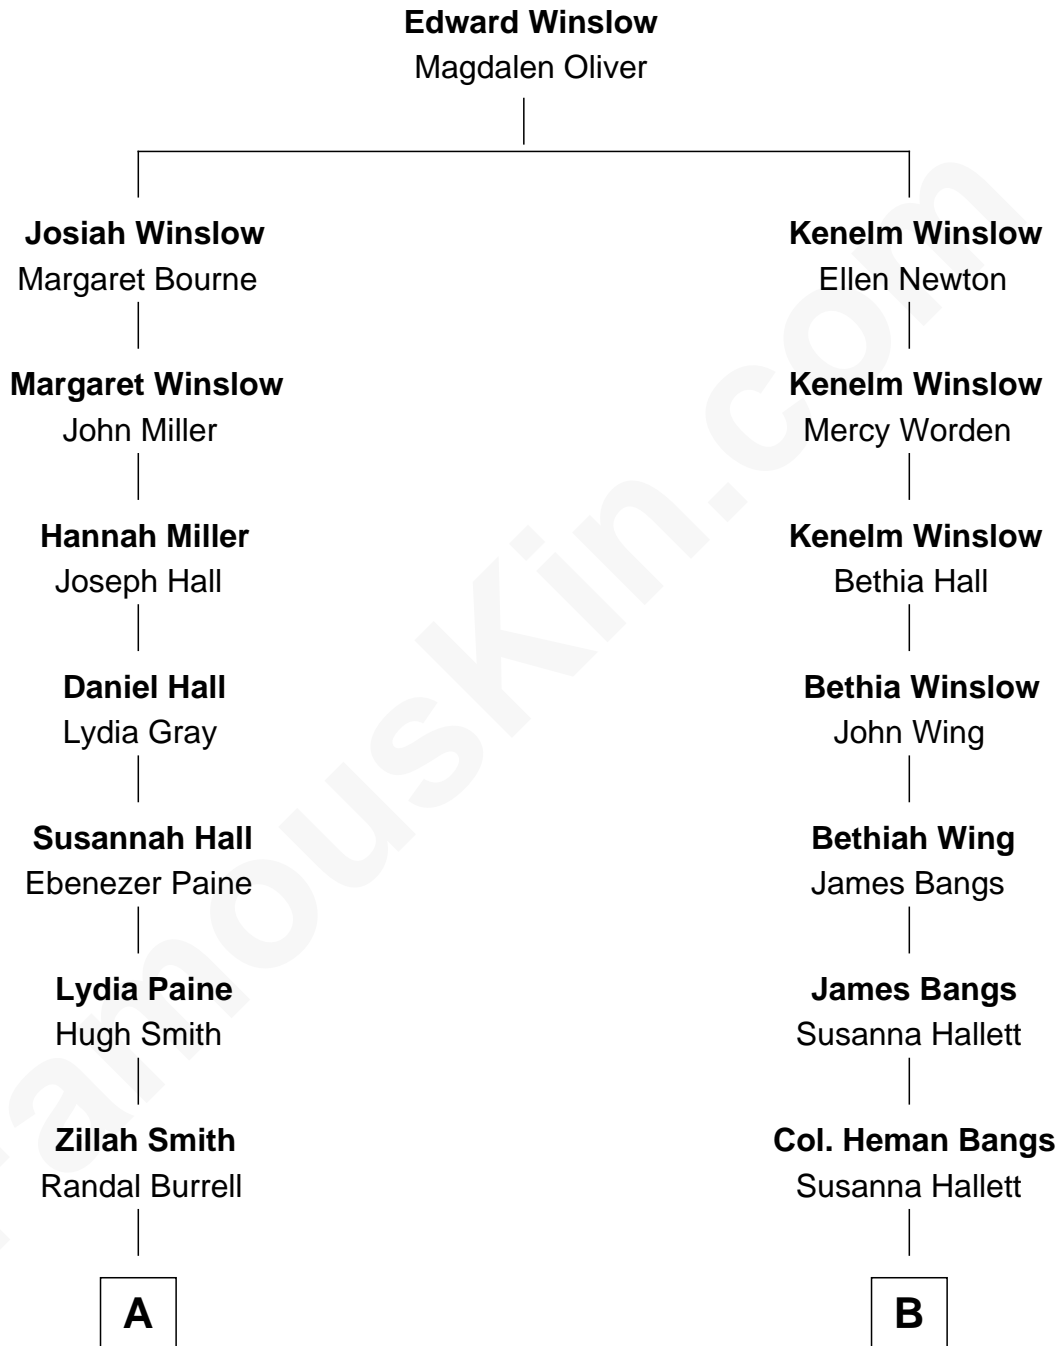 Edward Winslow
Magdalen Oliver
Josiah Winslow
Margaret Bourne
Kenelm Winslow
Ellen Newton
Margaret Winslow
John Miller
Kenelm Winslow
Mercy Worden
Hannah Miller
Joseph Hall
Kenelm Winslow
Bethia Hall
Daniel Hall
Lydia Gray
Bethia Winslow
John Wing
Susannah Hall
Ebenezer Paine
Bethiah Wing
James Bangs
Lydia Paine
Hugh Smith
James Bangs
Susanna Hallett
Zillah Smith
Randal Burrell
Col. Heman Bangs
Susanna Hallett
A
B
FamousKin.com